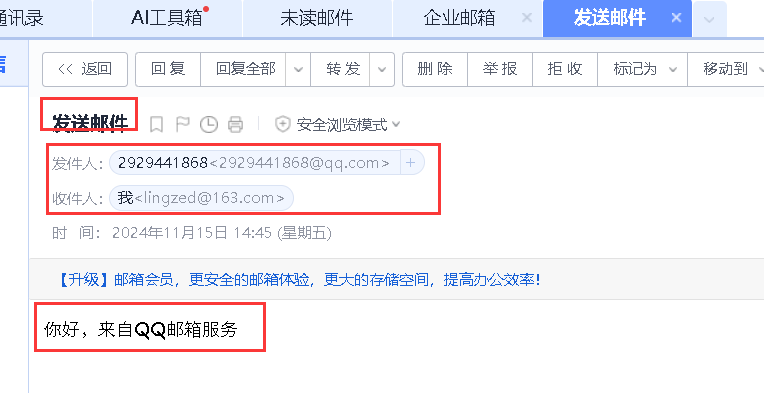 通讯录 AI工具箱 未读邮件 企业邮箱 × 发送邮件 ×
<< 返回 回复 回复全部 转发 删除 举报 拒收 标记为 移动到
发送邮件 安全浏览模式
发件人： 2929441868<2929441868@qq.com> +
收件人： 我<lingzed@163.com>
时 间： 2024年11月15日 14:45 (星期五)
【升级】邮箱会员，更安全的邮箱体验，更大的存储空间，提高办公效率！
你好，来自QQ邮箱服务